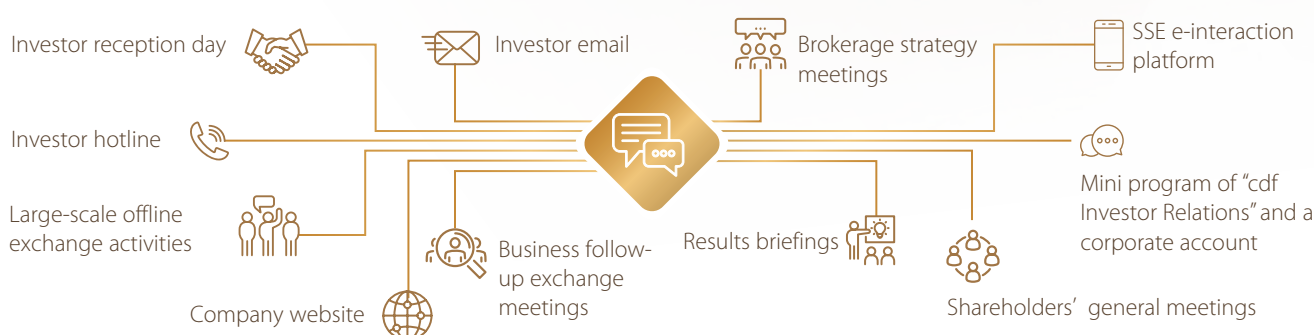 Investor reception day
Investor email
Brokerage strategy
meetings
SSE e-interaction
platform
Investor hotline
Mini program of “cdf
Investor Relations” and a
corporate account
Large-scale offline
exchange activities
Business follow-
up exchange
meetings
Results briefings
Company website
Shareholders’ general meetings